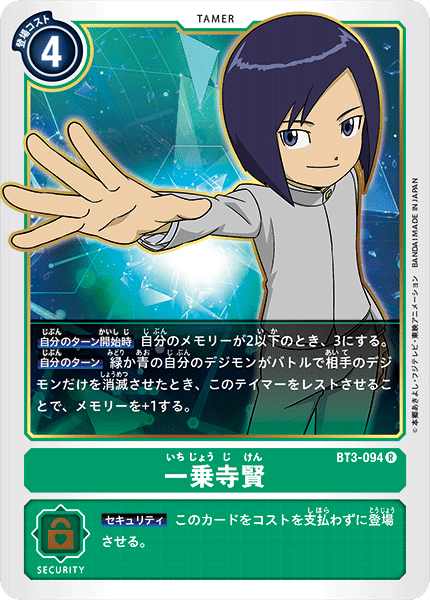 TAMER
登場コスト
4
自分のターン開始時 自分のメモリーが2以下のとき、3にする。
自分のターン 緑か青の自分のデジモンがバトルで相手のデジ
モンだけを消滅させたとき、このテイマーをレストさせるこ
とで、メモリーを+1する。
©本郷あきよし・フジテレビ・東映アニメーション BANDAI MADE IN JAPAN
BT3-094 R
いちじょうじ けん
一乗寺賢
セキュリティ このカードをコストを支払わずに登場
させる。
SECURITY